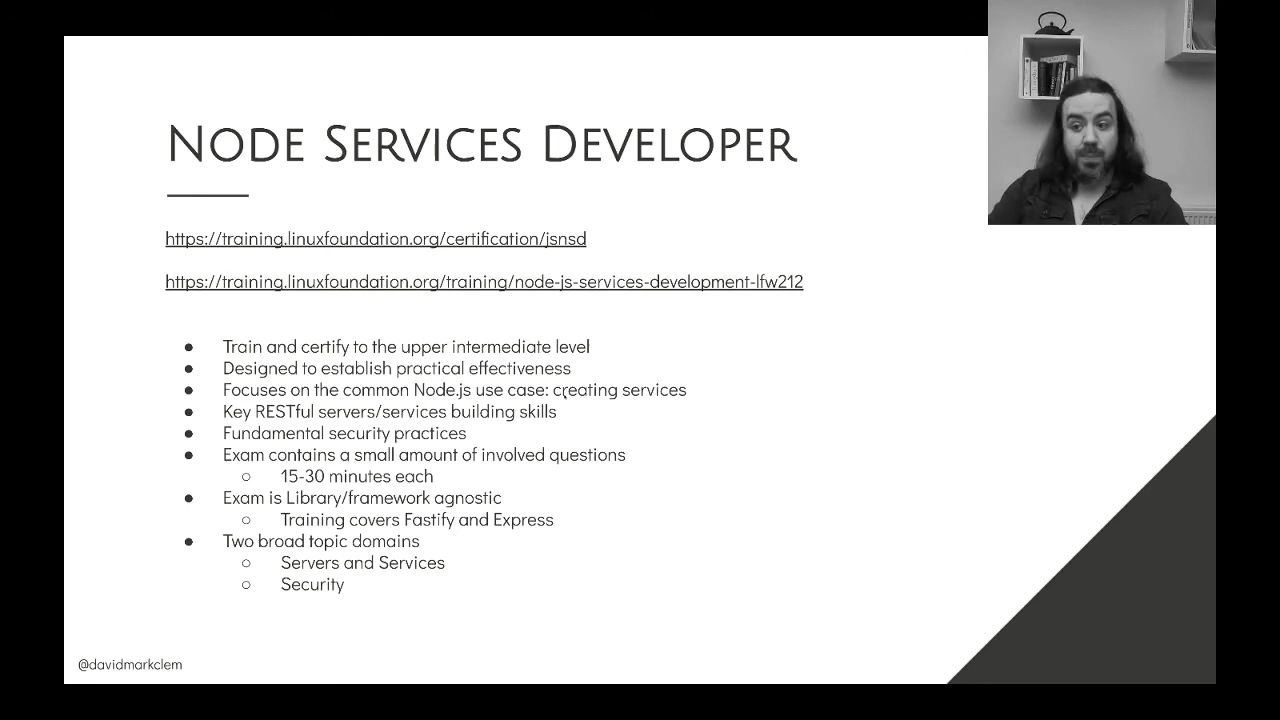 Node Services Developer
https://training.linuxfoundation.org/certification/jsnsd
https://training.linuxfoundation.org/training/node-js-services-development-lfw212
● Train and certify to the upper intermediate level
● Designed to establish practical effectiveness
● Focuses on the common Node.js use case: creating services
● Key RESTful servers/services building skills
● Fundamental security practices
● Exam contains a small amount of involved questions
○ 15-30 minutes each
● Exam is Library/framework agnostic
○ Training covers Fastify and Express
● Two broad topic domains
○ Servers and Services
○ Security
@davidmarkclem